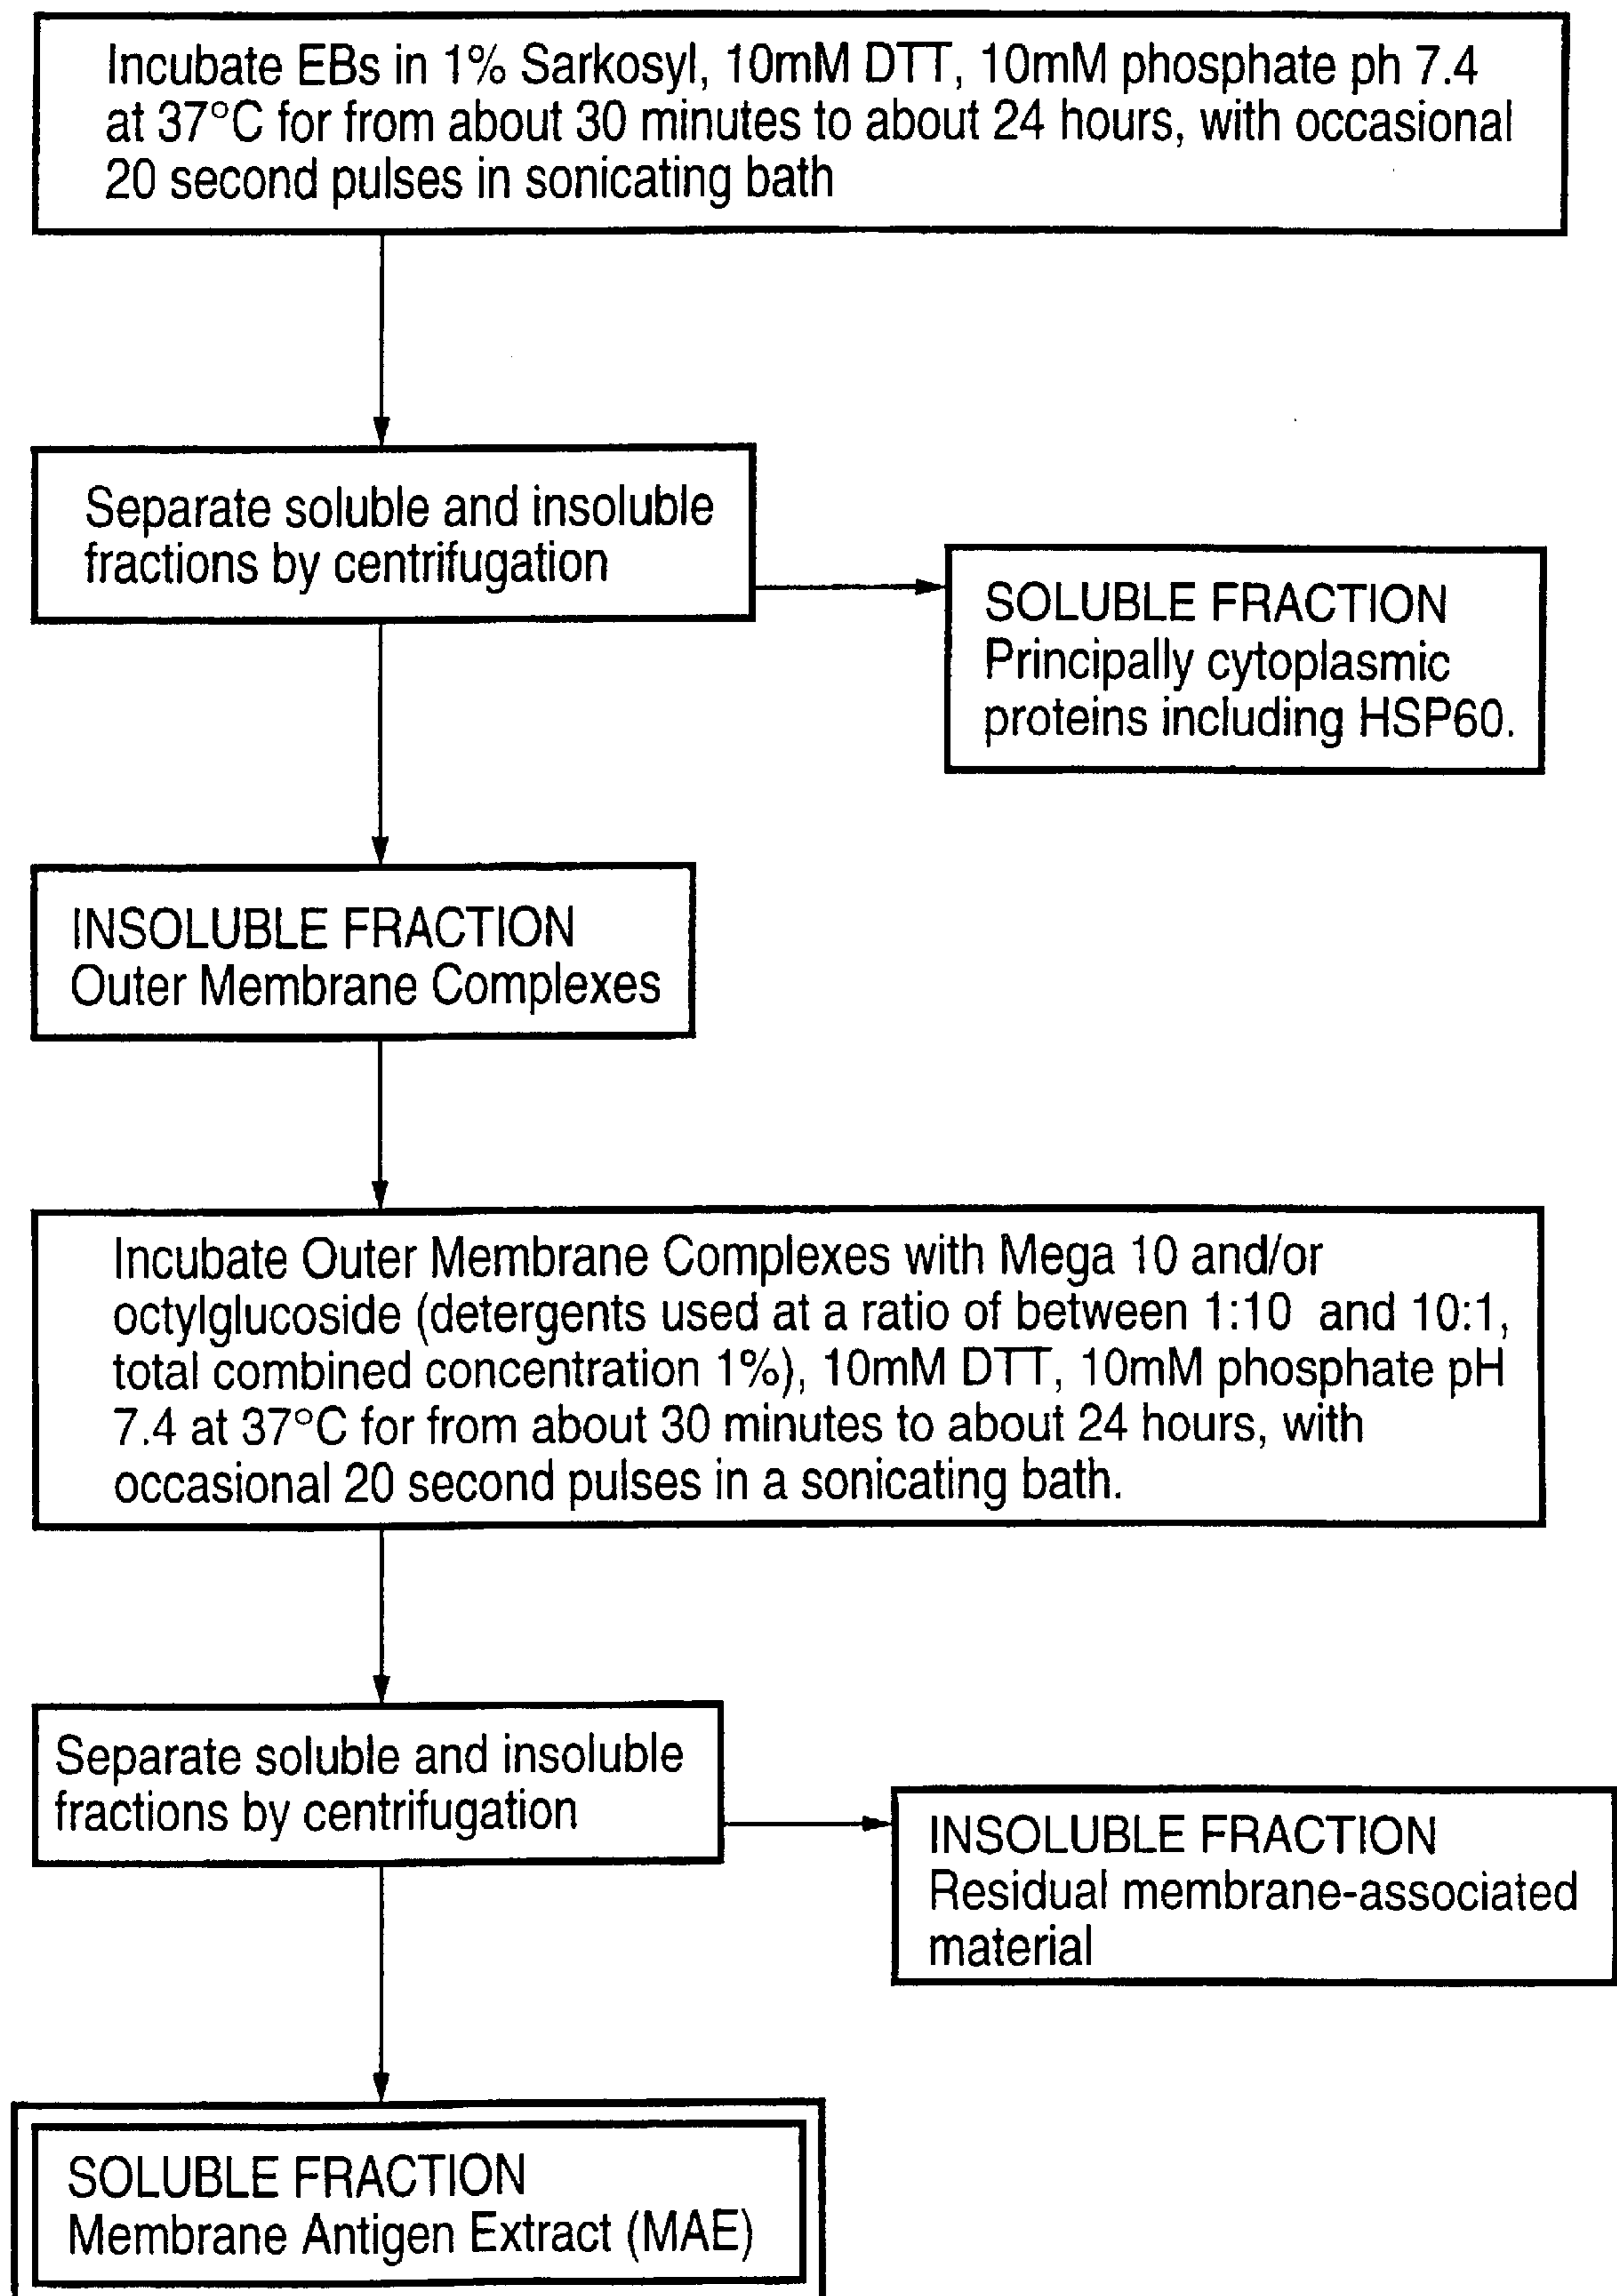 Incubate EBs in 1% Sarkosyl, 10mM DTT, 10mM phosphate ph 7.4
at 37°C for from about 30 minutes to about 24 hours, with occasional
20 second pulses in sonicating bath
Separate soluble and insoluble
fractions by centrifugation
SOLUBLE FRACTION
Principally cytoplasmic
proteins including HSP60.
INSOLUBLE FRACTION
Outer Membrane Complexes
Incubate Outer Membrane Complexes with Mega 10 and/or
octylglucoside (detergents used at a ratio of between 1:10 and 10:1,
total combined concentration 1%), 10mM DTT, 10mM phosphate pH
7.4 at 37°C for from about 30 minutes to about 24 hours, with
occasional 20 second pulses in a sonicating bath.
Separate soluble and insoluble
fractions by centrifugation
INSOLUBLE FRACTION
Residual membrane-associated
material
SOLUBLE FRACTION
Membrane Antigen Extract (MAE)